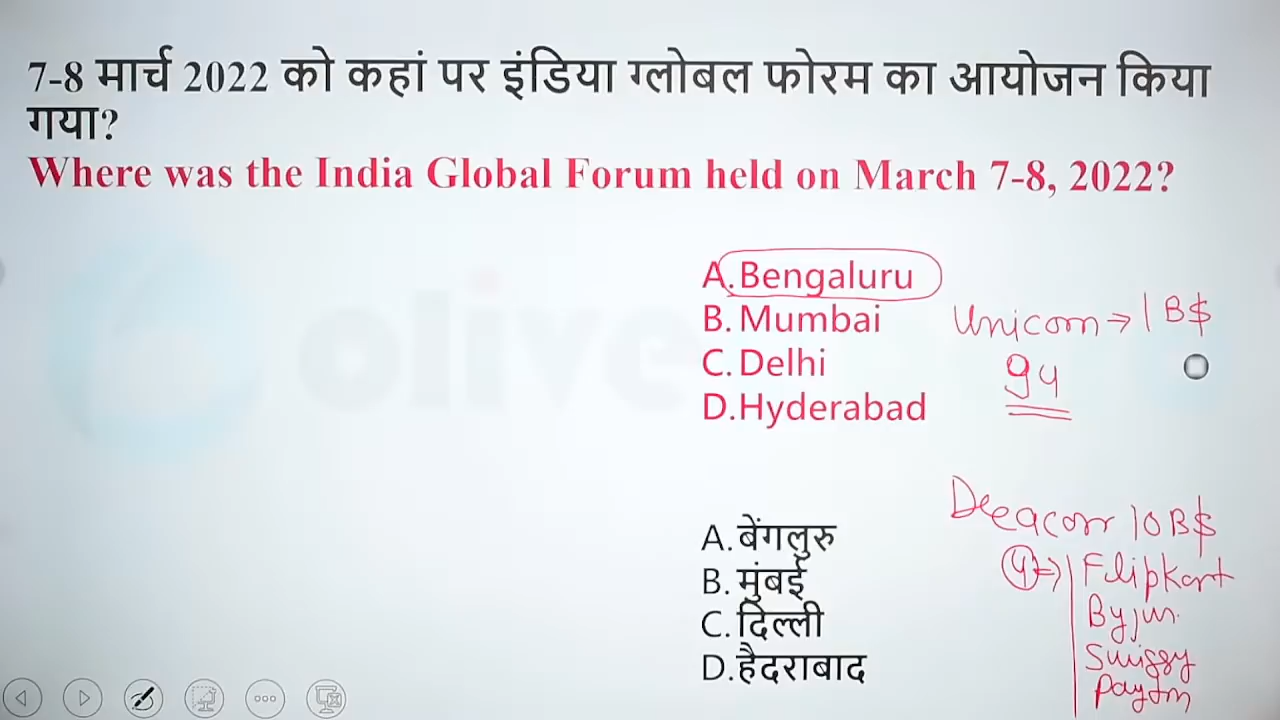 7-8 मार्च 2022 को कहां पर इंडिया ग्लोबल फोरम का आयोजन किया
गया?
Where was the India Global Forum held on March 7-8, 2022?
A. Bengaluru
B. Mumbai
C. Delhi
D. Hyderabad
Unicorn → 1 B$
94
olive
A. बेंगलुरु
B. मुंबई
C. दिल्ली
D. हैदराबाद
Deeacorr 10 B$
4 ⇒ Flipkart
Byjus.
Swiggy
Paytm